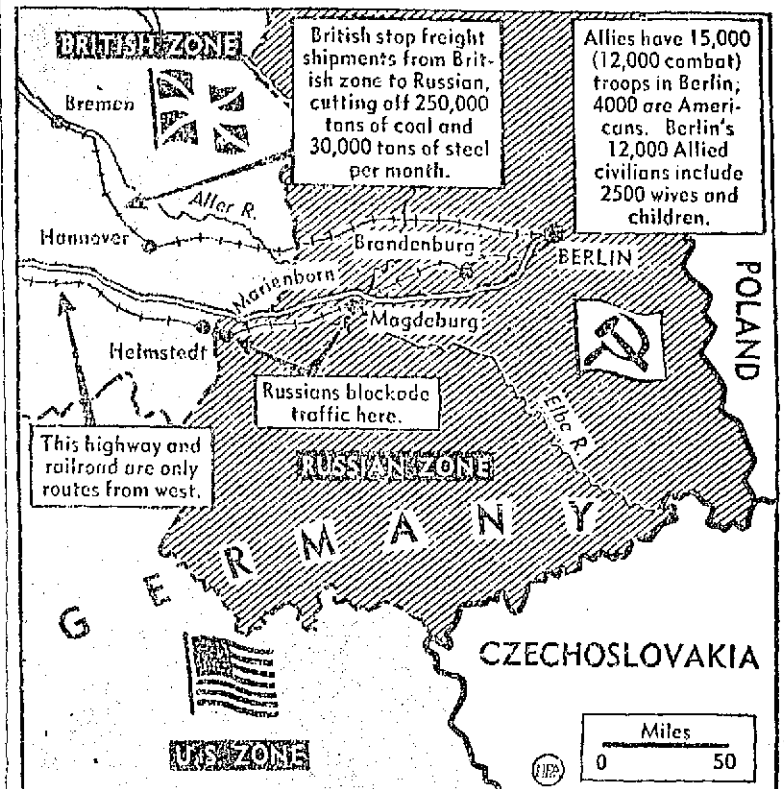 BRITISH ZONE
British stop freight
shipments from Brit-
ish zone to Russian,
cutting off 250,000
tons of coal and
30,000 tons of steel
per month.
Allies have 15,000
(12,000 combat)
troops in Berlin;
4000 are Ameri-
cans. Berlin's
12,000 Allied
civilians include
2500 wives and
children.
Bremen
Aller R.
Hannover
Brandenburg
BERLIN
POLAND
Marienborn
Magdeburg
Helmstedt
Russians blockade
traffic here.
Elbe R.
This highway and
railroad are only
routes from west.
RUSSIAN ZONE
GERMANY
CZECHOSLOVAKIA
U.S. ZONE
Miles
0 50
NEA